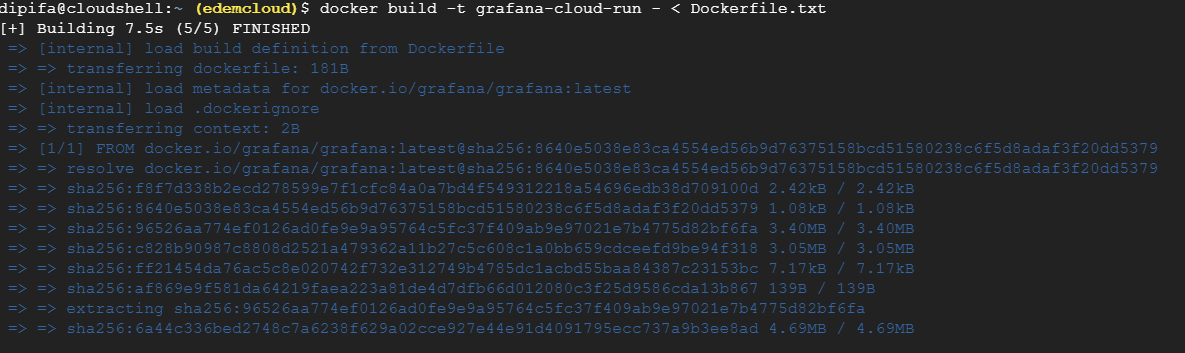 dipifa@cloudshell:~ (edemcloud)$ docker build -t grafana-cloud-run - < Dockerfile.txt
[+] Building 7.5s (5/5) FINISHED
=> [internal] load build definition from Dockerfile
=> => transferring dockerfile: 181B
=> [internal] load metadata for docker.io/grafana/grafana:latest
=> [internal] load .dockerignore
=> => transferring context: 2B
=> [1/1] FROM docker.io/grafana/grafana:latest@sha256:8640e5038e83ca4554ed56b9d76375158bcd51580238c6f5d8adaf3f20dd5379
=> => resolve docker.io/grafana/grafana:latest@sha256:8640e5038e83ca4554ed56b9d76375158bcd51580238c6f5d8adaf3f20dd5379
=> => sha256:f8f7d338b2ecd278599e7f1cfc84a0a7bd4f549312218a54696edb38d709100d 2.42kB / 2.42kB
=> => sha256:8640e5038e83ca4554ed56b9d76375158bcd51580238c6f5d8adaf3f20dd5379 1.08kB / 1.08kB
=> => sha256:96526aa774ef0126ad0fe9e9a95764c5fc37f409ab9e97021e7b4775d82bf6fa 3.40MB / 3.40MB
=> => sha256:c828b90987c8808d2521a479362a11b27c5c608c1a0bb659cdceefd9be94f318 3.05MB / 3.05MB
=> => sha256:ff21454da76ac5c8e020742f732e312749b4785dc1acbd55baa84387c23153bc 7.17kB / 7.17kB
=> => sha256:af869e9f581da64219faea223a81de4d7dfb66d012080c3f25d9586cda13b867 139B / 139B
=> => extracting sha256:96526aa774ef0126ad0fe9e9a95764c5fc37f409ab9e97021e7b4775d82bf6fa
=> => sha256:6a44c336bed2748c7a6238f629a02cce927e44e91d4091795ecc737a9b3ee8ad 4.69MB / 4.69MB